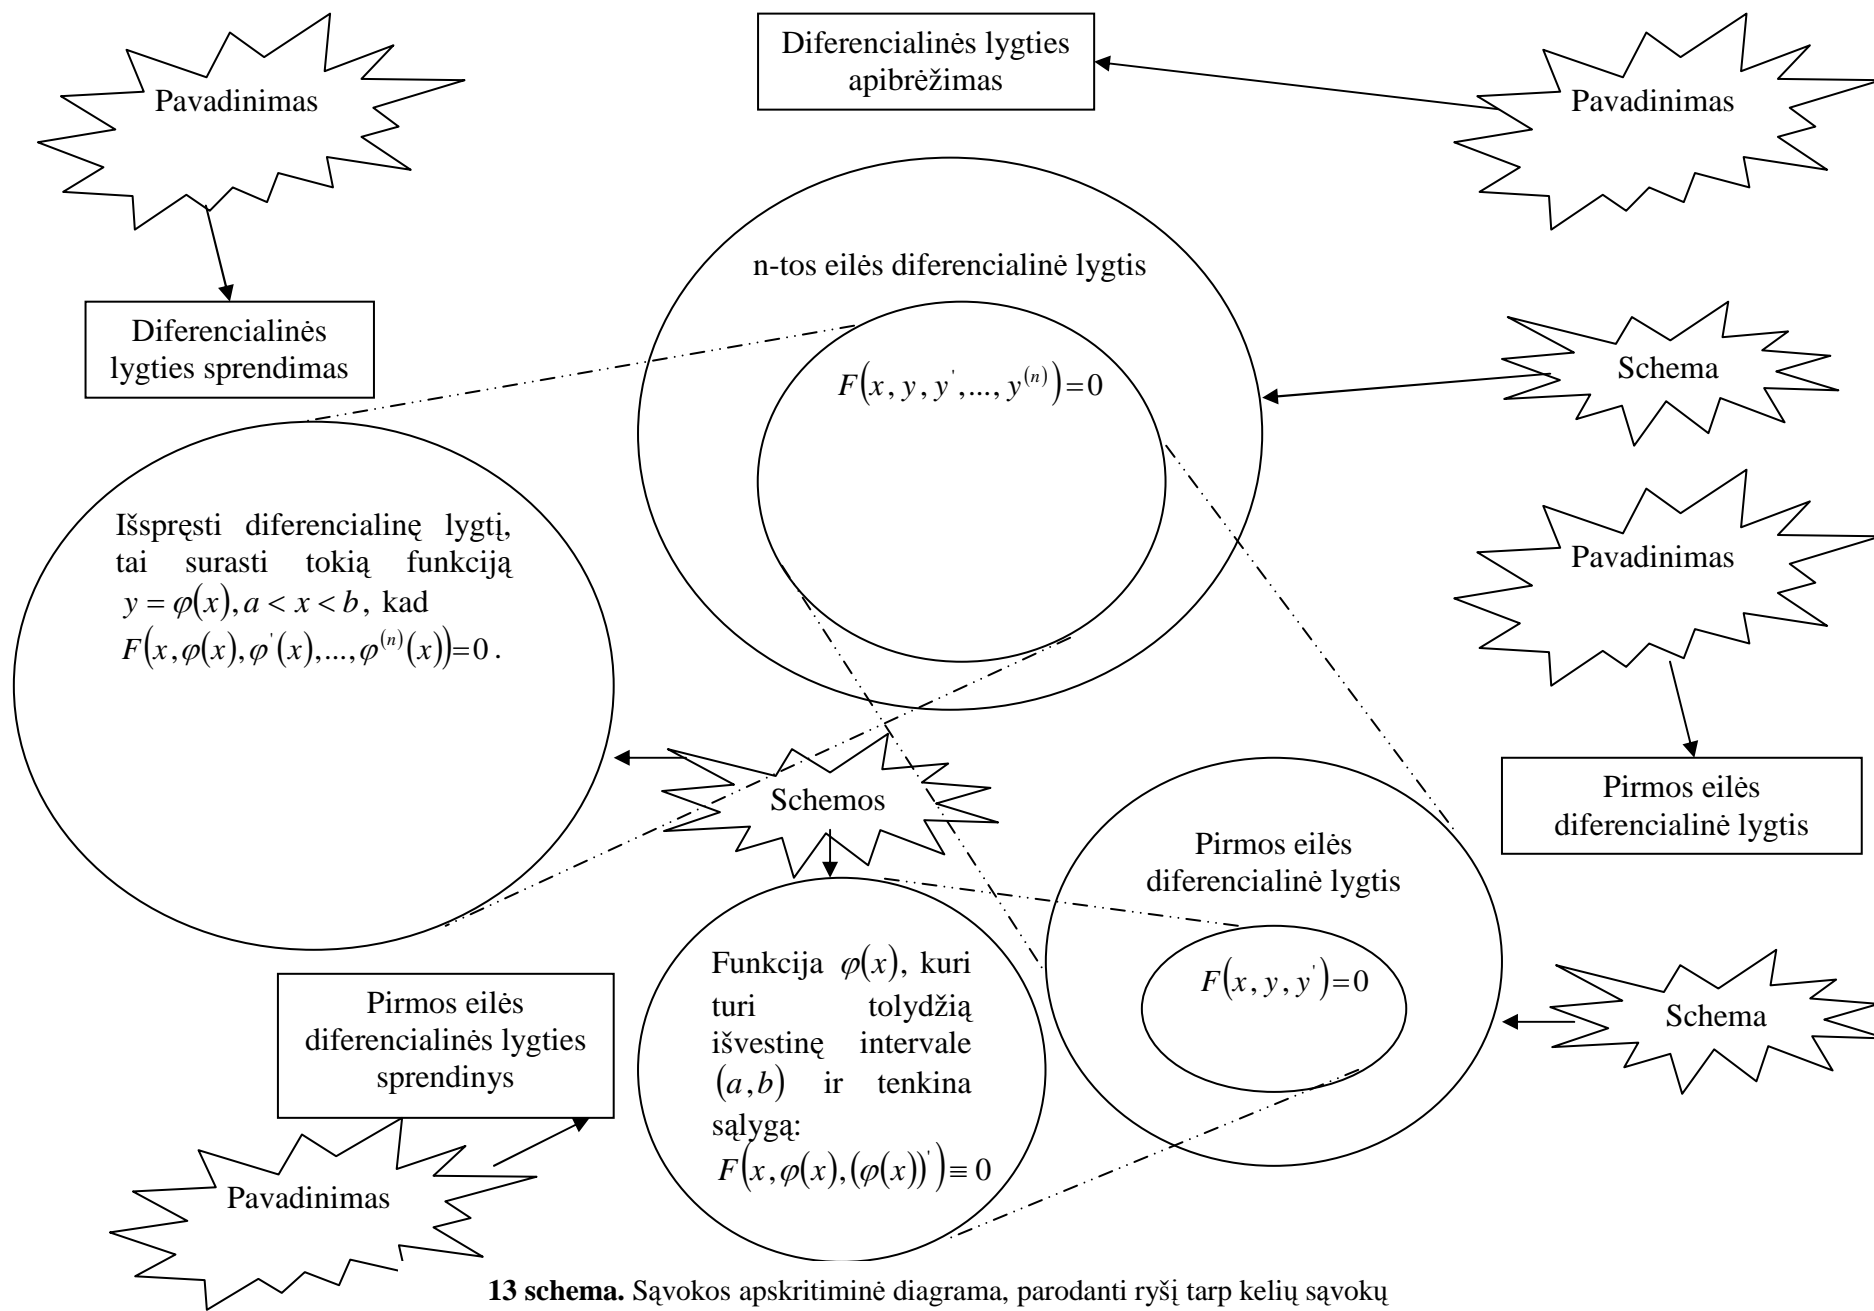 Pavadinimas
Diferencialinės lygties
apibrėžimas
Pavadinimas
n-tos eilės diferencialinė lygtis
Diferencialinės
lygties sprendimas
F(x, y, y', ..., y^(n)) = 0
Schema
Išspręsti diferencialinę lygtį,
tai surasti tokią funkciją
y = φ(x), a < x < b, kad
F(x, φ(x), φ'(x), ..., φ^(n)(x)) = 0 .
Pavadinimas
Schemos
Pirmos eilės
diferencialinė lygtis
Pirmos eilės
diferencialinė lygtis
F(x, y, y') = 0
Schema
Funkcija φ(x), kuri
turi tolydžią
išvestinę intervale
(a, b) ir tenkina
sąlygą:
F(x, φ(x), (φ(x))') ≡ 0
Pirmos eilės
diferencialinės lygties
sprendinys
Pavadinimas
13 schema. Sąvokos apskritiminė diagrama, parodanti ryšį tarp kelių sąvokų